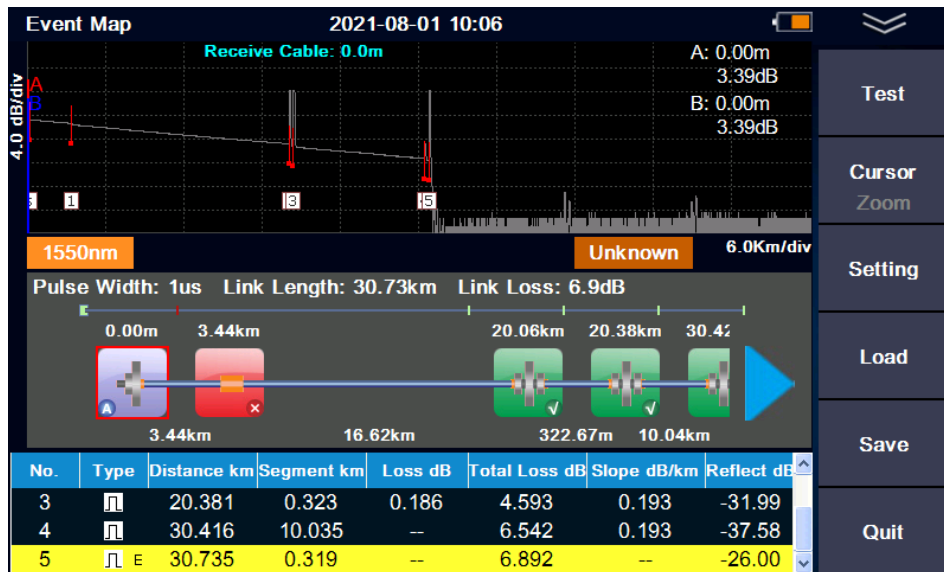 Event Map 2021-08-01 10:06
Receive Cable: 0.0m
A: 0.00m
3.39dB
B: 0.00m
3.39dB
4.0 dB/div
A
B
1 3 5
1550nm Unknown 6.0Km/div
Pulse Width: 1us Link Length: 30.73km Link Loss: 6.9dB
0.00m 3.44km 20.06km 20.38km 30.42
A
3.44km 16.62km 322.67m 10.04km
No. Type Distance km Segment km Loss dB Total Loss dB Slope dB/km Reflect dB
3 20.381 0.323 0.186 4.593 0.193 -31.99
4 30.416 10.035 -- 6.542 0.193 -37.58
5 E 30.735 0.319 -- 6.892 -- -26.00
Test
Cursor
Zoom
Setting
Load
Save
Quit